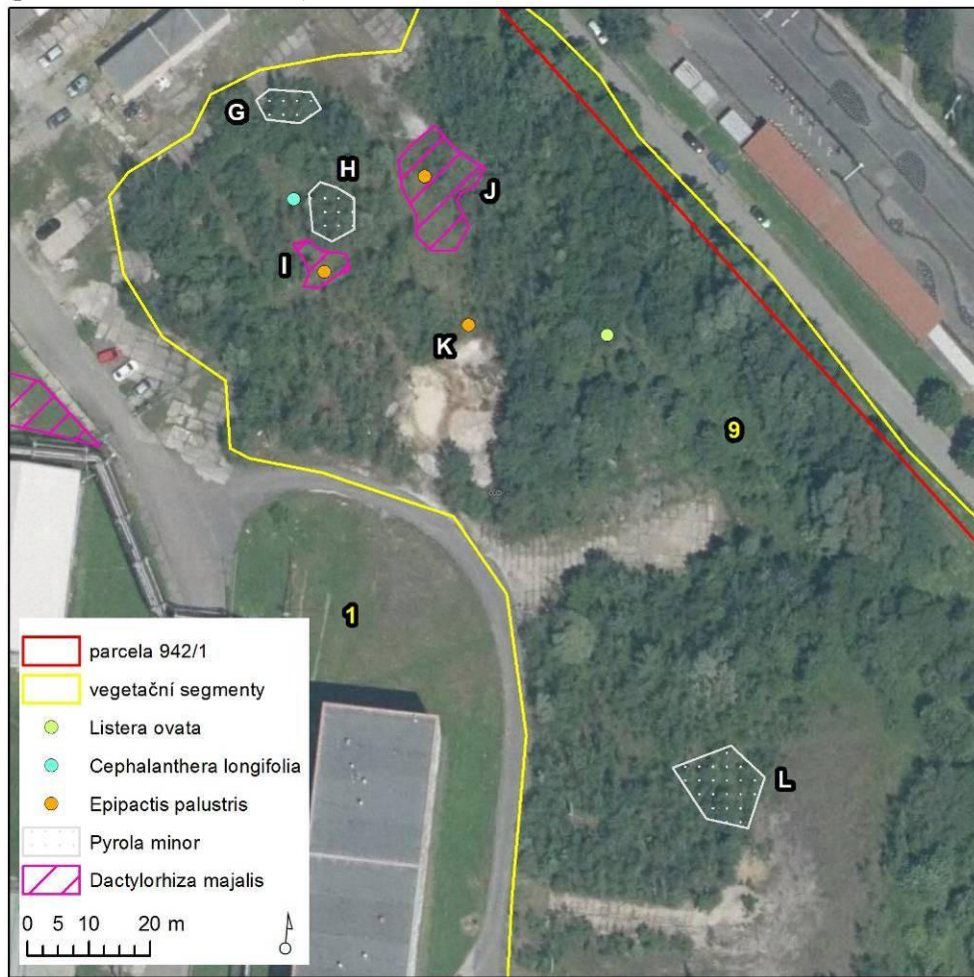 G
H
J
I
K
9
1
L
parcela 942/1
vegetační segmenty
Listera ovata
Cephalanthera longifolia
Epipactis palustris
Pyrola minor
Dactylorhiza majalis
0 5 10 20 m